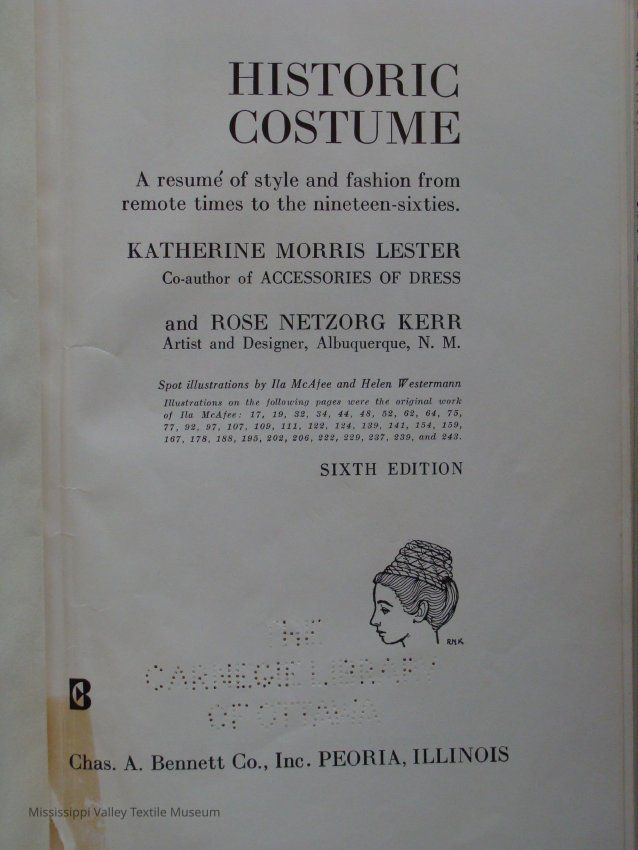 HISTORIC
COSTUME
A resumé of style and fashion from
remote times to the nineteen-sixties.
KATHERINE MORRIS LESTER
Co-author of ACCESSORIES OF DRESS
and ROSE NETZORG KERR
Artist and Designer, Albuquerque, N. M.
Spot illustrations by Ila McAfee and Helen Westermann
Illustrations on the following pages were the original work
of Ila McAfee: 17, 19, 32, 34, 44, 48, 52, 62, 64, 75,
77, 92, 97, 107, 109, 111, 122, 124, 139, 141, 154, 159,
167, 178, 188, 195, 202, 206, 222, 229, 237, 239, and 243.
SIXTH EDITION
RNK
THE
CARNEGIE LIBRARY
OF OTTAWA
B
Chas. A. Bennett Co., Inc. PEORIA, ILLINOIS
Mississippi Valley Textile Museum